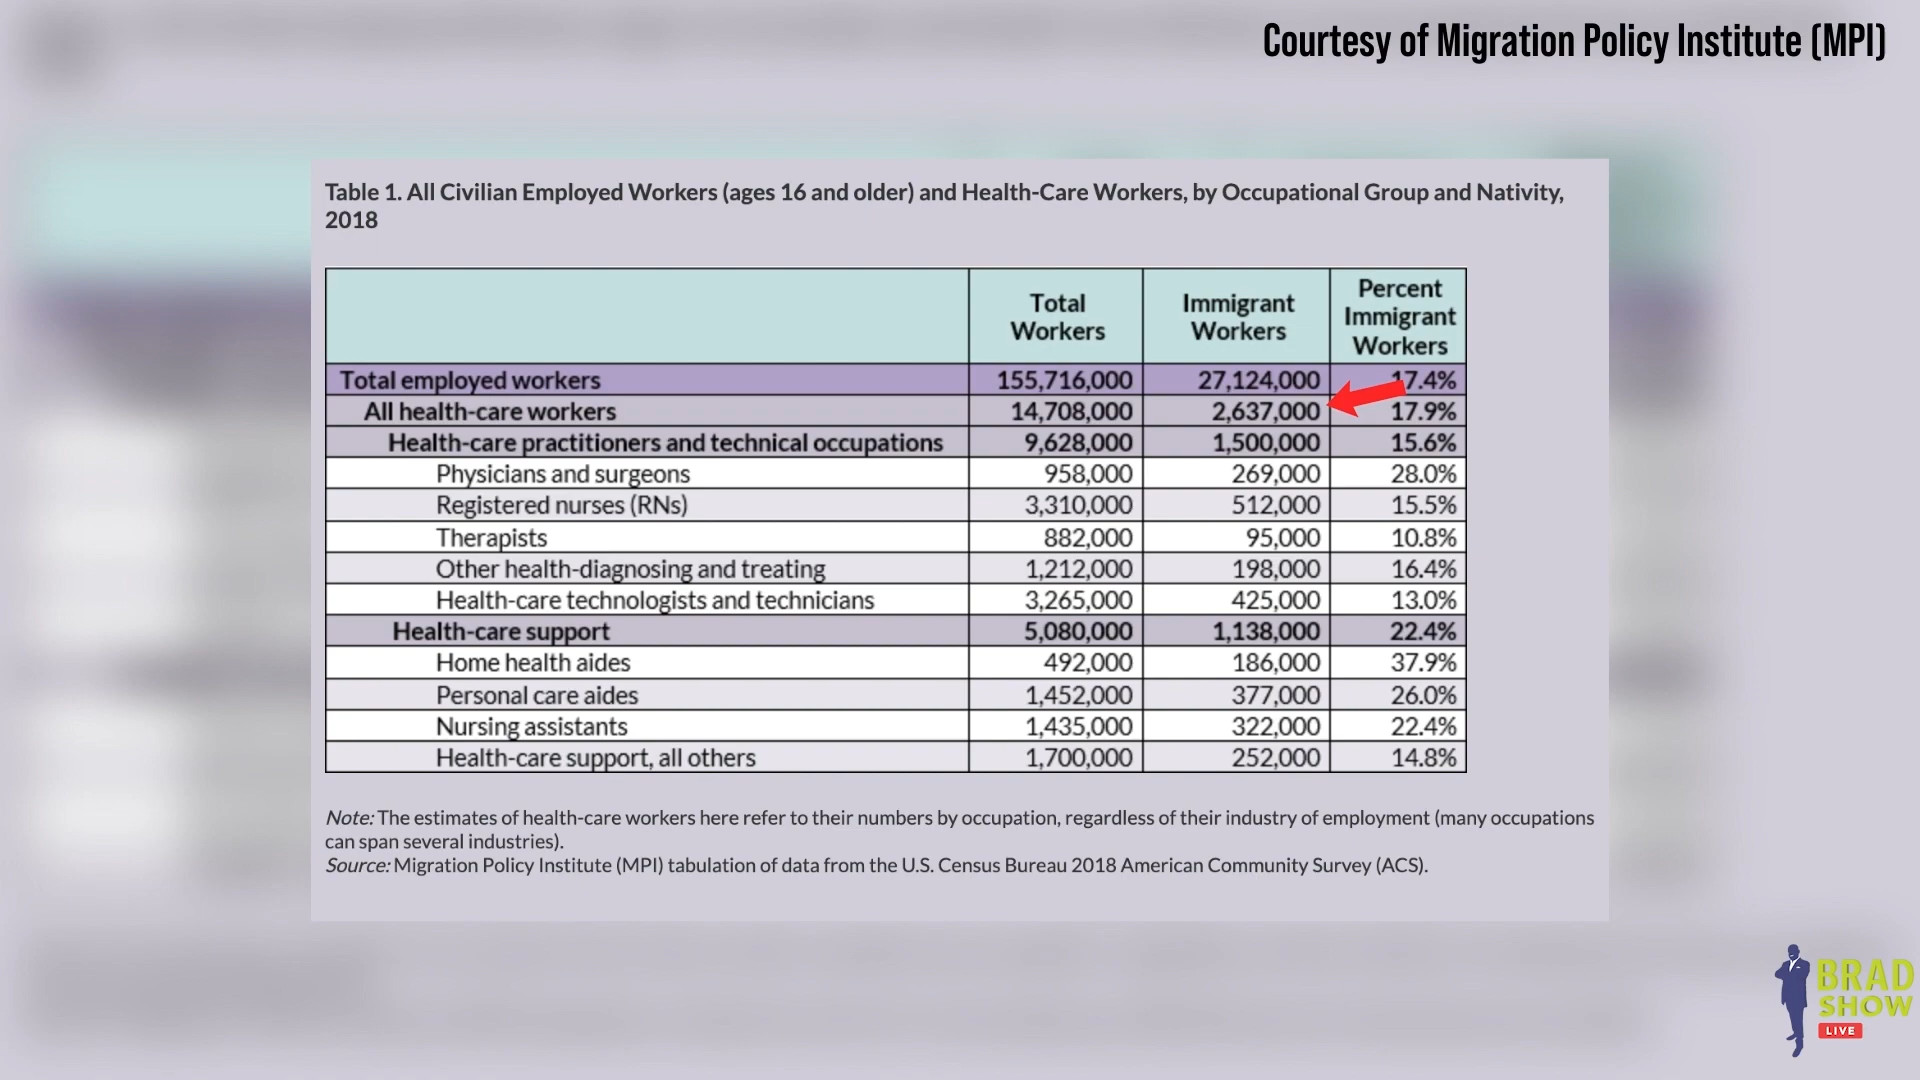 Courtesy of Migration Policy Institute (MPI)
Table 1. All Civilian Employed Workers (ages 16 and older) and Health-Care Workers, by Occupational Group and Nativity,
2018
Total Workers Immigrant Workers Percent Immigrant Workers
Total employed workers 155,716,000 27,124,000 17.4%
All health-care workers 14,708,000 2,637,000 17.9%
Health-care practitioners and technical occupations 9,628,000 1,500,000 15.6%
Physicians and surgeons 958,000 269,000 28.0%
Registered nurses (RNs) 3,310,000 512,000 15.5%
Therapists 882,000 95,000 10.8%
Other health-diagnosing and treating 1,212,000 198,000 16.4%
Health-care technologists and technicians 3,265,000 425,000 13.0%
Health-care support 5,080,000 1,138,000 22.4%
Home health aides 492,000 186,000 37.9%
Personal care aides 1,452,000 377,000 26.0%
Nursing assistants 1,435,000 322,000 22.4%
Health-care support, all others 1,700,000 252,000 14.8%
Note: The estimates of health-care workers here refer to their numbers by occupation, regardless of their industry of employment (many occupations
can span several industries).
Source: Migration Policy Institute (MPI) tabulation of data from the U.S. Census Bureau 2018 American Community Survey (ACS).
BRAD
SHOW
LIVE